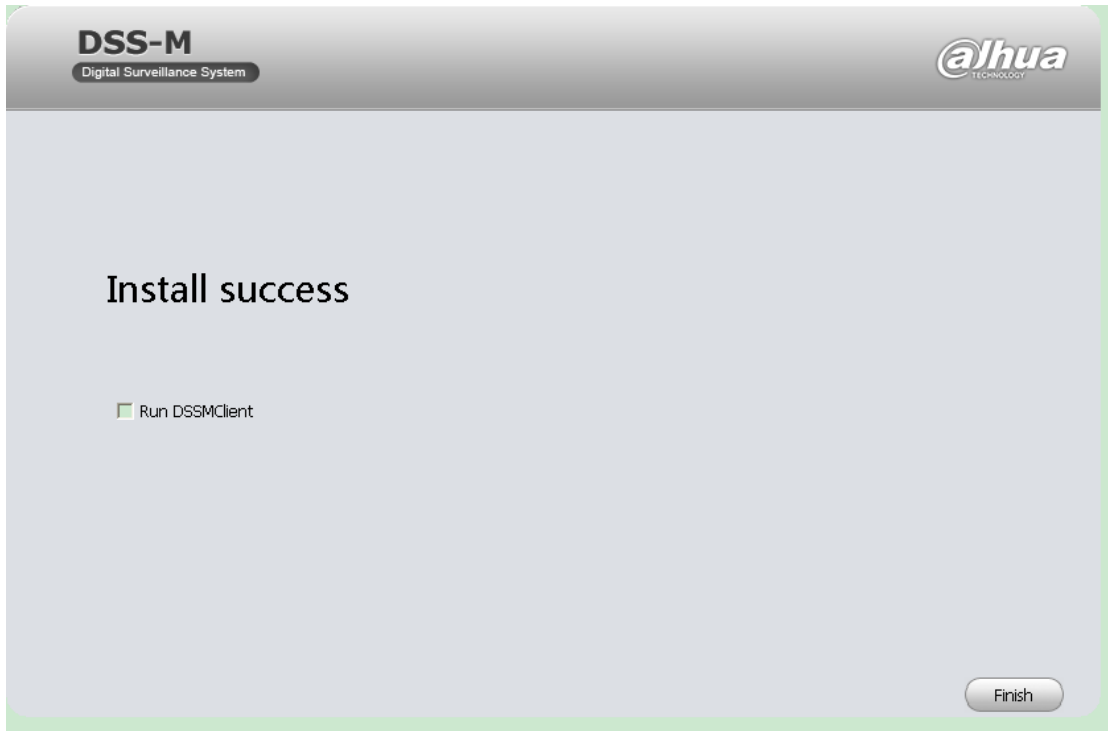 DSS-M
Digital Surveillance System
alhua
TECHNOLOGY
Install success
Run DSSMClient
Finish